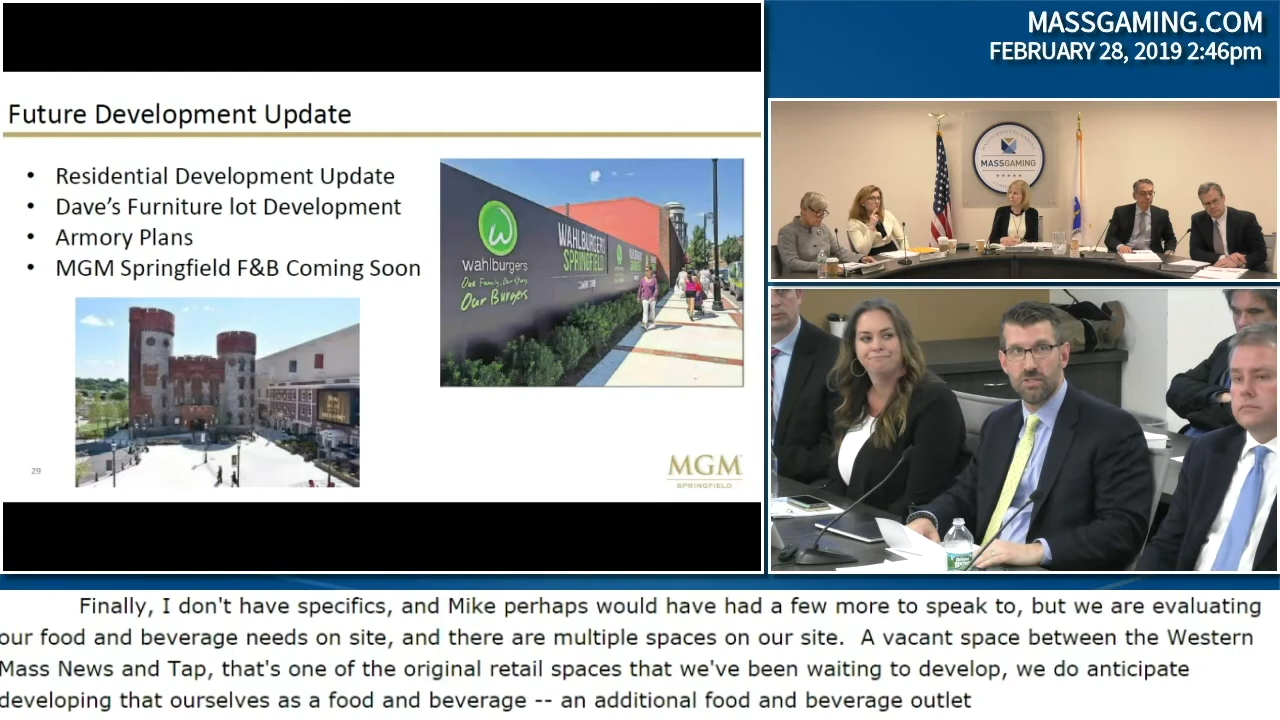 MASSGAMING.COM
FEBRUARY 28, 2019 2:46pm
Future Development Update
• Residential Development Update
• Dave's Furniture lot Development
• Armory Plans
• MGM Springfield F&B Coming Soon
wahlburgers
Our Family, Our Story,
Our Burgers
WAHLBURGERS
SPRINGFIELD
29
MGM
SPRINGFIELD
MASSGAMING
Finally, I don't have specifics, and Mike perhaps would have had a few more to speak to, but we are evaluating
our food and beverage needs on site, and there are multiple spaces on our site. A vacant space between the Western
Mass News and Tap, that's one of the original retail spaces that we've been waiting to develop, we do anticipate
developing that ourselves as a food and beverage -- an additional food and beverage outlet